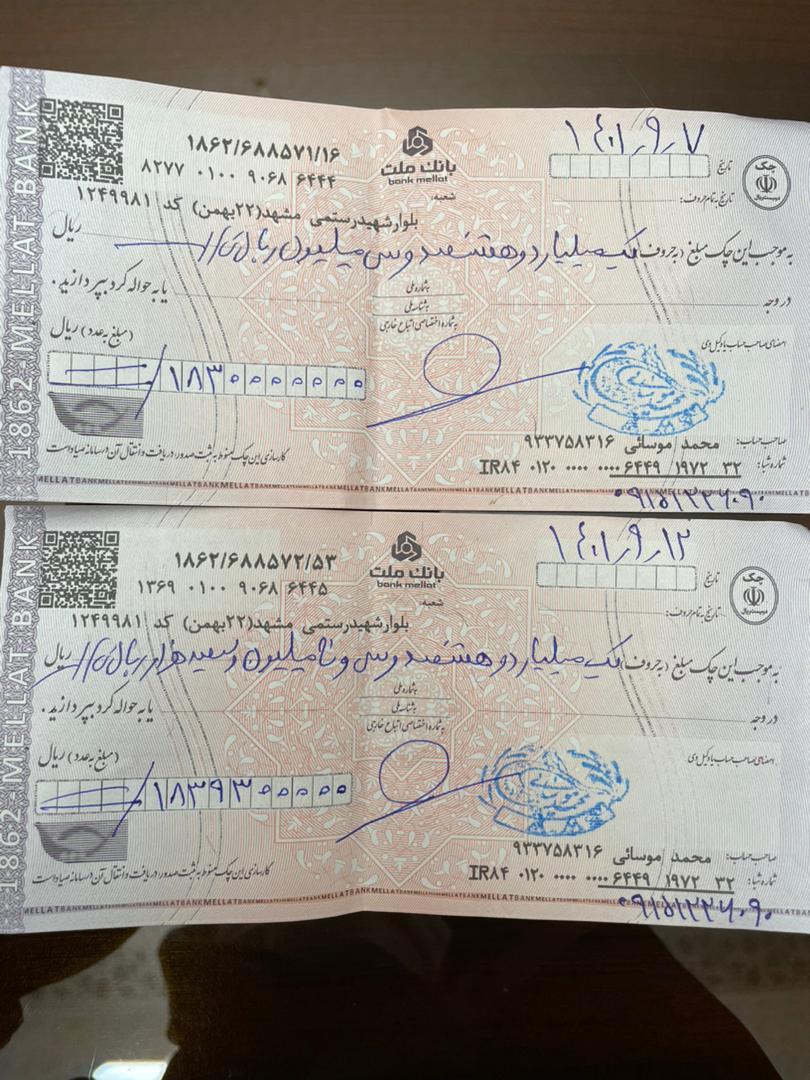 1862 MELLAT BANK
۱۴۰۱٫۹٫۷
چک
غیرسریال
۱۸۶۲/۶۸۸۵۷۱/۱۶
۸۲۷۷ ۰۱۰۰ ۹۰۶۸ ۶۴۴۴
بانک ملت
bank mellat
تاریخ
شعبه:
تاریخ به تمام حروف:
بلوار شهید رستمی مشهد(۲۲بهمن) کد ۱۲۴۹۹۸۱
به موجب این چک مبلغ (به حروف) یک میلیارد و هشتصد و سی میلیون ریال // ریال
در وجه
به شماره ملی
به شناسه ملی
به شماره اختصاصی اتباع خارجی
یا به حواله کرد بپردازید.
(مبلغ به عدد) ریال
۱۸۳۰۰۰۰۰۰۰۰
امضای صاحب حساب یا وکیل وی
صاحب حساب: محمد موسائی ۹۳۳۷۵۸۳۱۶
شماره شبا: IR۸۴ ۰۱۲۰ ۰۰۰۰ ۰۰۰۰ ۶۴۴۹ ۱۹۷۲ ۳۲
کارسازی این چک منوط به ثبت صدور، دریافت و انتقال آن در سامانه صیاد است
MELLATBANKMELLATBANKMELLATBANK
1862 MELLAT BANK
۱۴۰۱٫۹٫۱۲
چک
۱۸۶۲/۶۸۸۵۷۲/۵۳
۱۳۶۹ ۰۱۰۰ ۹۰۶۸ ۶۴۴۵
بانک ملت
bank mellat
تاریخ
شعبه:
تاریخ به تمام حروف:
بلوار شهید رستمی مشهد(۲۲بهمن) کد ۱۲۴۹۹۸۱
به موجب این چک مبلغ (به حروف) یک میلیارد و هشتصد و سی و نه میلیون و سیصد هزار ریال // ریال
در وجه
به شماره ملی
به شناسه ملی
به شماره اختصاصی اتباع خارجی
یا به حواله کرد بپردازید.
(مبلغ به عدد) ریال
۱۸۳۹۳۰۰۰۰۰
امضای صاحب حساب یا وکیل وی
صاحب حساب: محمد موسائی ۹۳۳۷۵۸۳۱۶
شماره شبا: IR۸۴ ۰۱۲۰ ۰۰۰۰ ۰۰۰۰ ۶۴۴۹ ۱۹۷۲ ۳۲
کارسازی این چک منوط به ثبت صدور، دریافت و انتقال آن در سامانه صیاد است
MELLATBANKMELLATBANKMELLATBANK